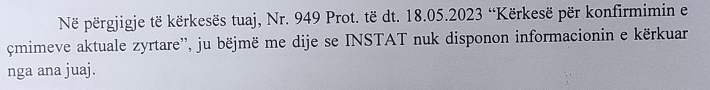 Në përgjigje të kërkesës tuaj, Nr. 949 Prot. të dt. 18.05.2023 “Kërkesë për konfirmimin e
çmimeve aktuale zyrtare”, ju bëjmë me dije se INSTAT nuk disponon informacionin e kërkuar
nga ana juaj.